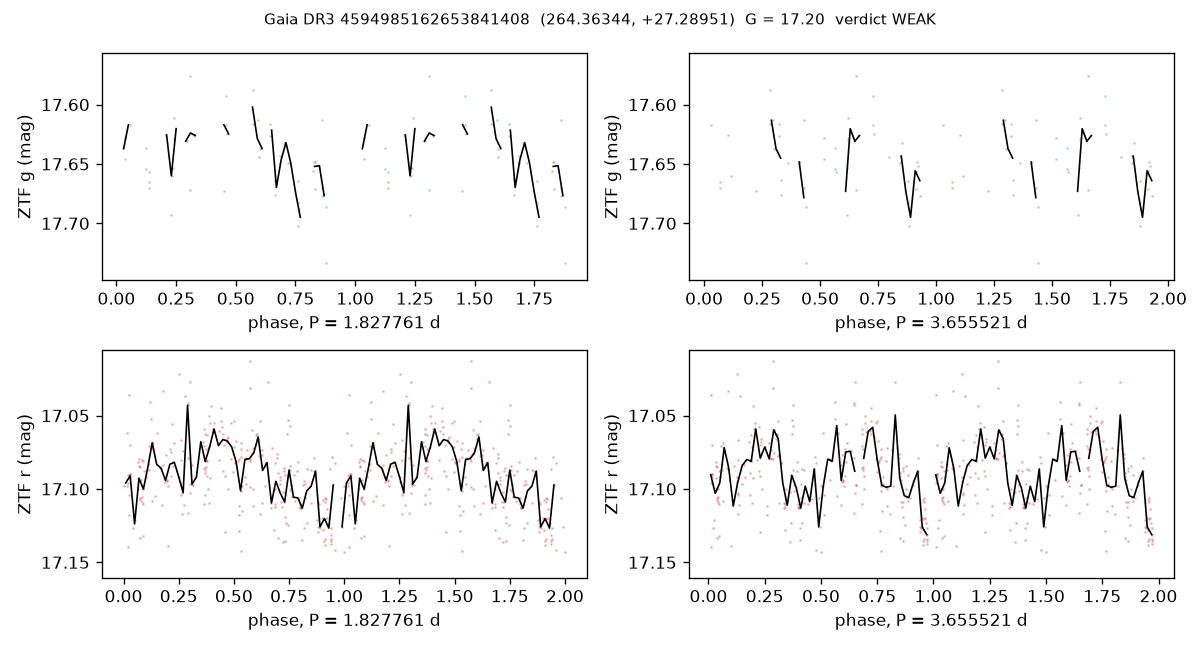 Gaia DR3 4594985162653841408 (264.36344, +27.28951) G = 17.20 verdict WEAK
ZTF g (mag)
17.60
17.65
17.70
0.00 0.25 0.50 0.75 1.00 1.25 1.50 1.75
phase, P = 1.827761 d
ZTF g (mag)
17.60
17.65
17.70
0.00 0.25 0.50 0.75 1.00 1.25 1.50 1.75 2.00
phase, P = 3.655521 d
ZTF r (mag)
17.05
17.10
17.15
0.00 0.25 0.50 0.75 1.00 1.25 1.50 1.75 2.00
phase, P = 1.827761 d
ZTF r (mag)
17.05
17.10
17.15
0.00 0.25 0.50 0.75 1.00 1.25 1.50 1.75 2.00
phase, P = 3.655521 d